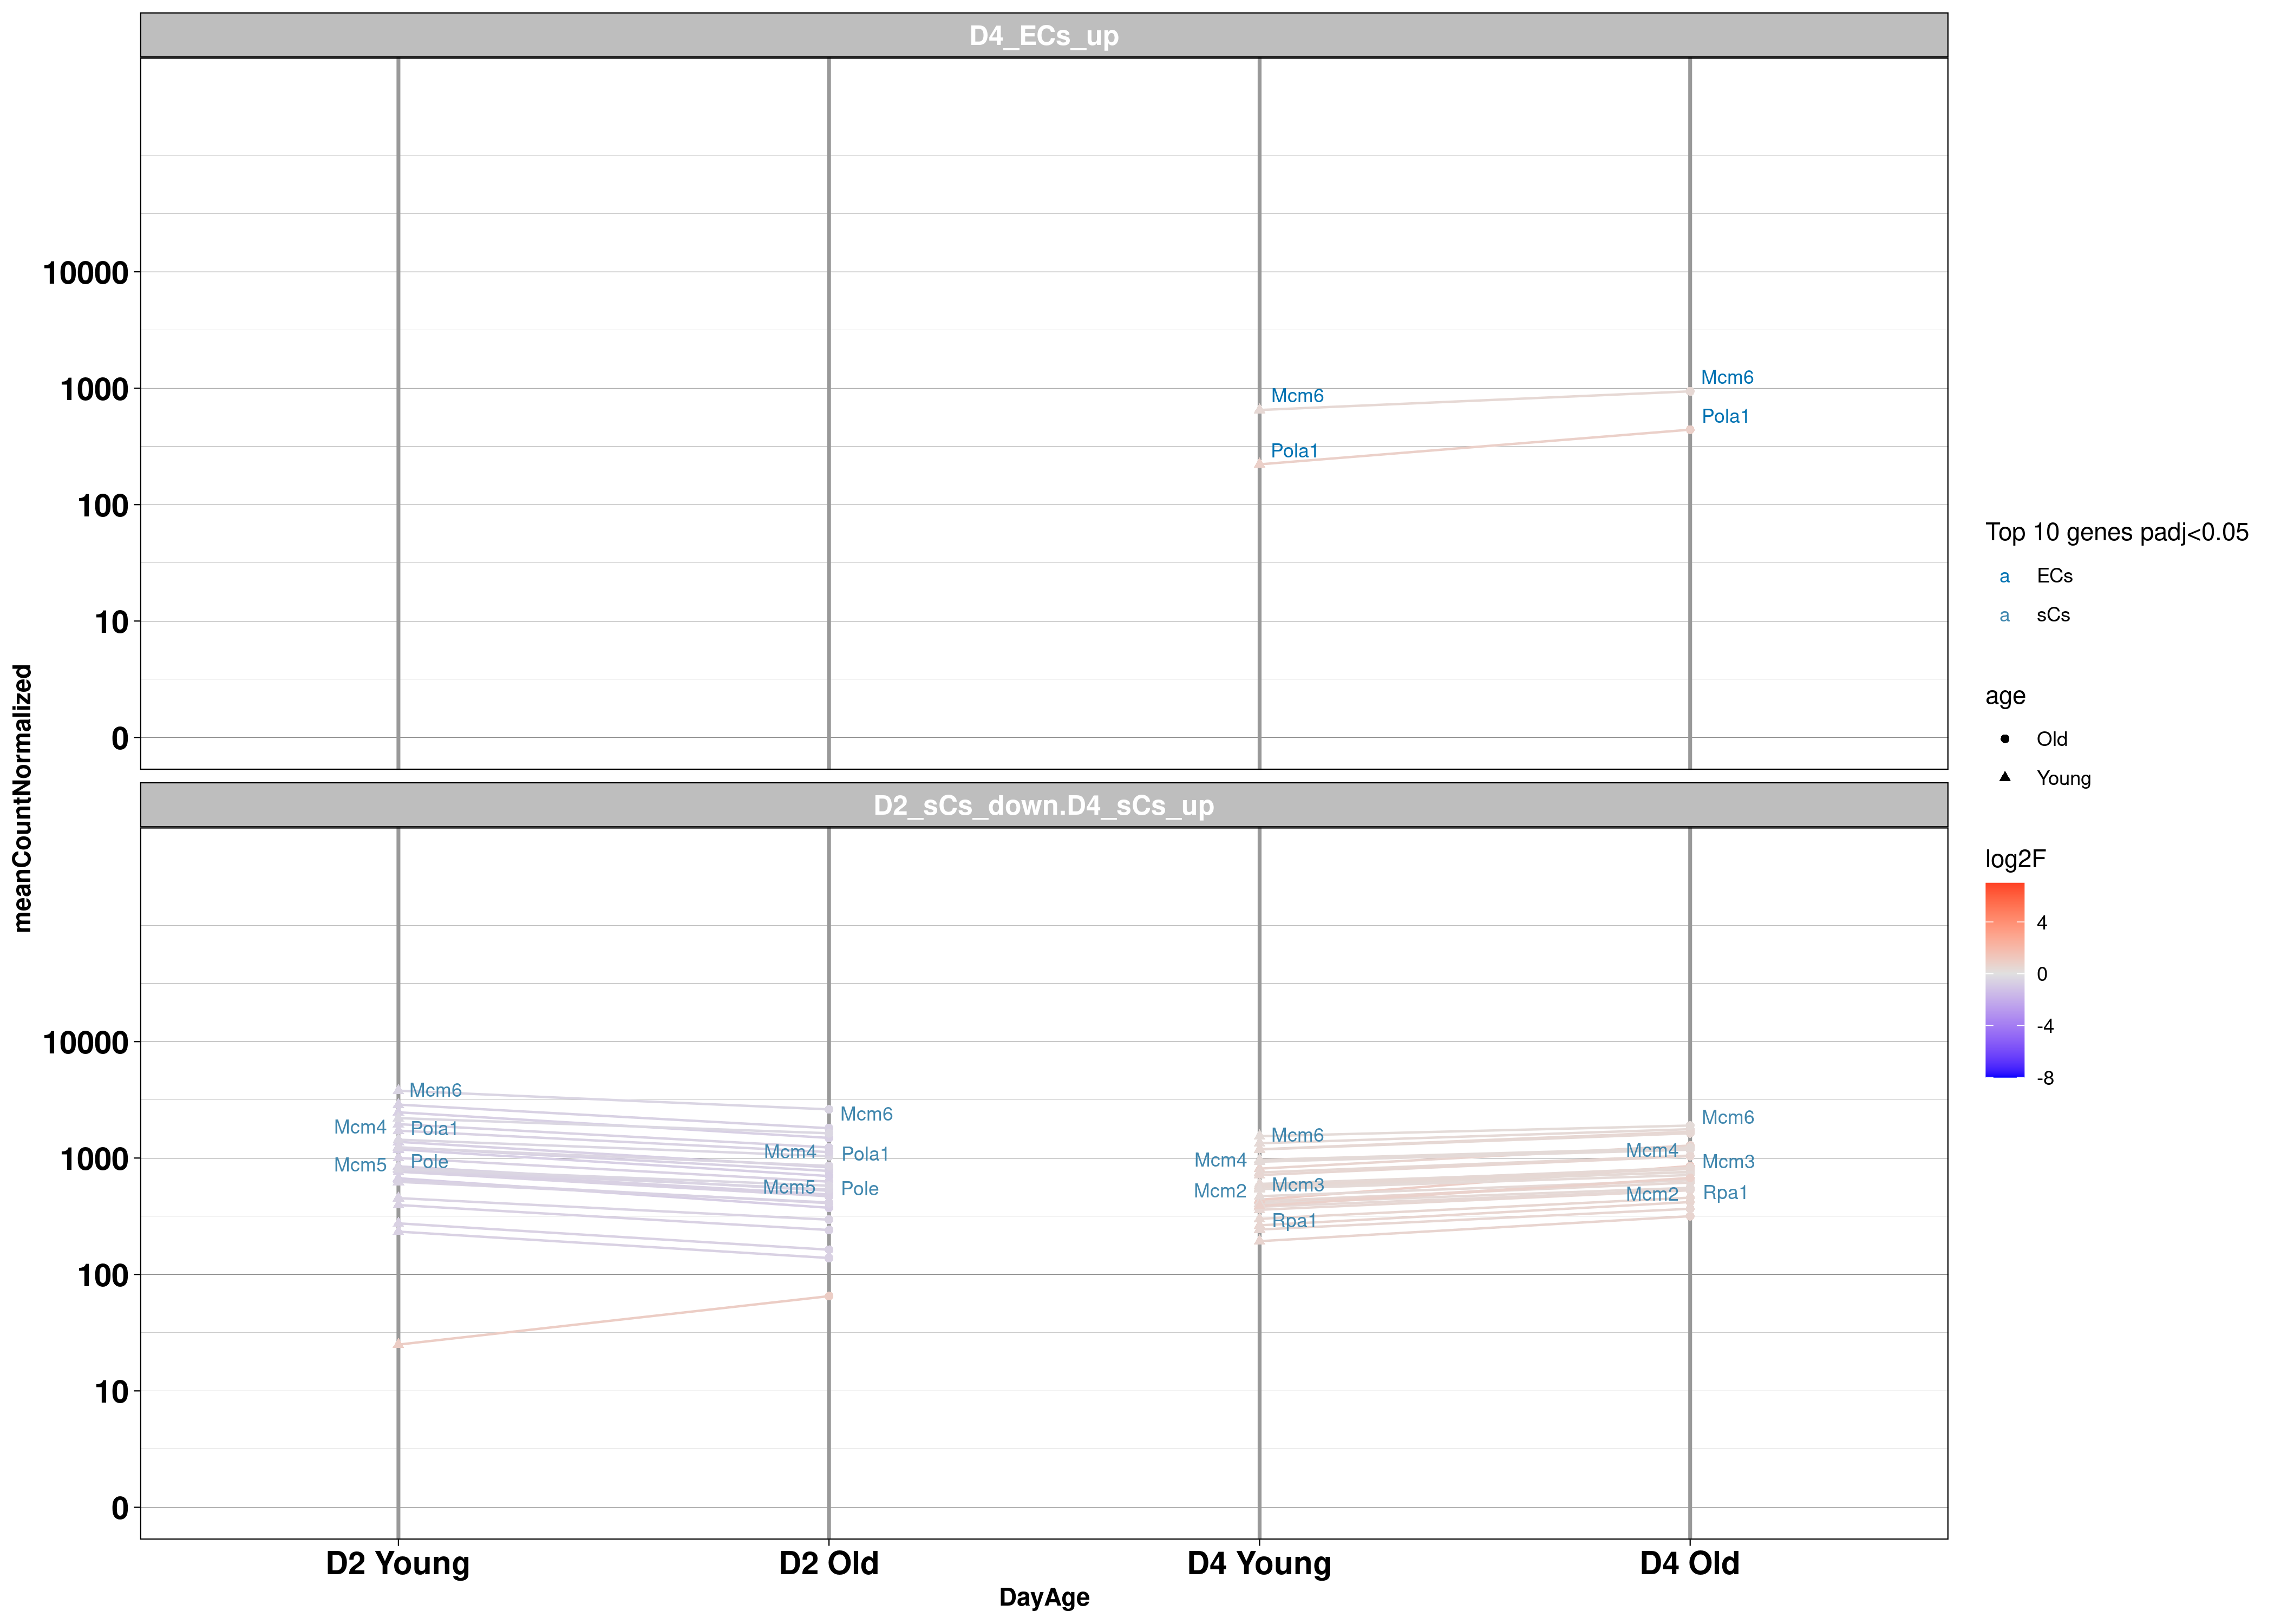 D4_ECs_up
10000
1000
100
10
0
Mcm6
Mcm6
Pola1
Pola1
meanCountNormalized
D2_sCs_down.D4_sCs_up
10000
1000
100
10
0
Mcm6
Mcm4 Pola1
Mcm5 Pole
Mcm6
Mcm4 Pola1
Mcm5 Pole
Mcm6
Mcm4
Mcm2 Mcm3
Rpa1
Mcm6
Mcm4 Mcm3
Mcm2 Rpa1
D2 Young D2 Old D4 Young D4 Old
DayAge
Top 10 genes padj<0.05
a ECs
a sCs
age
Old
Young
log2F
4
0
-4
-8